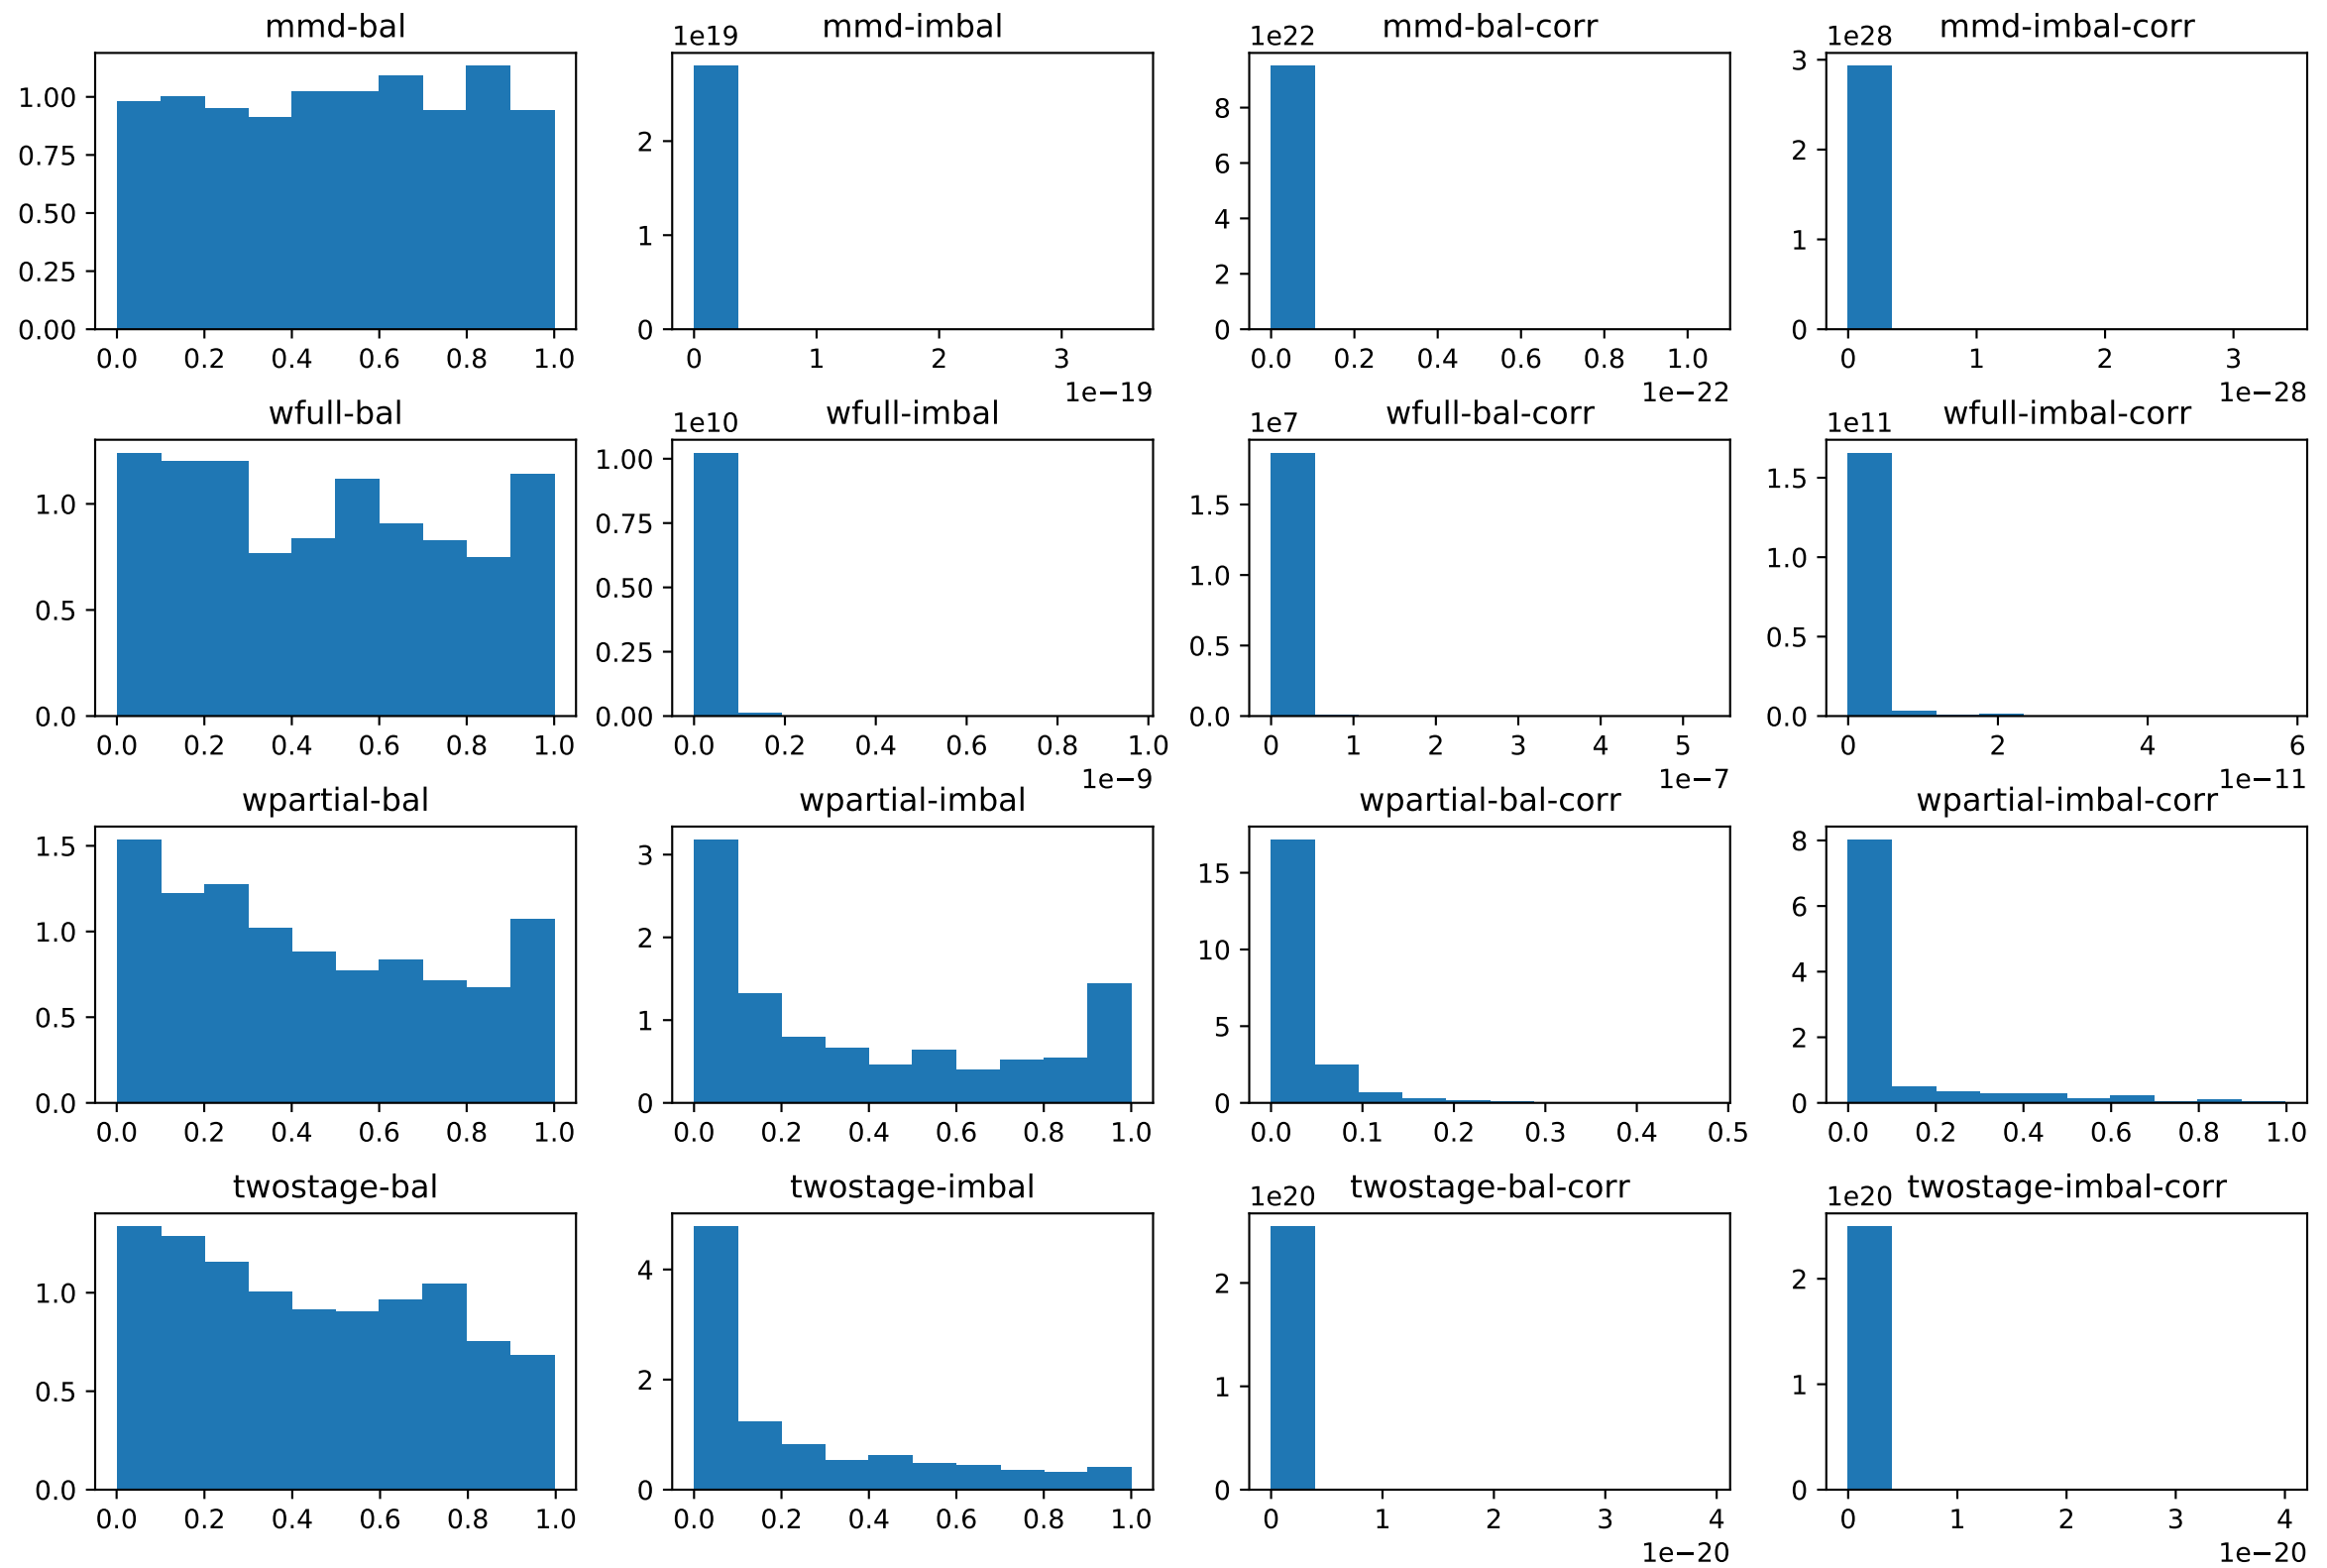 mmd-bal
1.00
0.75
0.50
0.25
0.00
0.0 0.2 0.4 0.6 0.8 1.0
1e19
mmd-imbal
2
1
0
0 1 2 3
1e−19
1e22
mmd-bal-corr
8
6
4
2
0
0.0 0.2 0.4 0.6 0.8 1.0
1e−22
1e28
mmd-imbal-corr
3
2
1
0
0 1 2 3
1e−28
wfull-bal
1.0
0.5
0.0
0.0 0.2 0.4 0.6 0.8 1.0
1e10
wfull-imbal
1.00
0.75
0.50
0.25
0.00
0.0 0.2 0.4 0.6 0.8 1.0
1e−9
1e7
wfull-bal-corr
1.5
1.0
0.5
0.0
0 1 2 3 4 5
1e−7
1e11
wfull-imbal-corr
1.5
1.0
0.5
0.0
0 2 4 6
1e−11
wpartial-bal
1.5
1.0
0.5
0.0
0.0 0.2 0.4 0.6 0.8 1.0
wpartial-imbal
3
2
1
0
0.0 0.2 0.4 0.6 0.8 1.0
wpartial-bal-corr
15
10
5
0
0.0 0.1 0.2 0.3 0.4 0.5
wpartial-imbal-corr
8
6
4
2
0
0.0 0.2 0.4 0.6 0.8 1.0
twostage-bal
1.0
0.5
0.0
0.0 0.2 0.4 0.6 0.8 1.0
twostage-imbal
4
2
0
0.0 0.2 0.4 0.6 0.8 1.0
1e20
twostage-bal-corr
2
1
0
0 1 2 3 4
1e−20
1e20
twostage-imbal-corr
2
1
0
0 1 2 3 4
1e−20